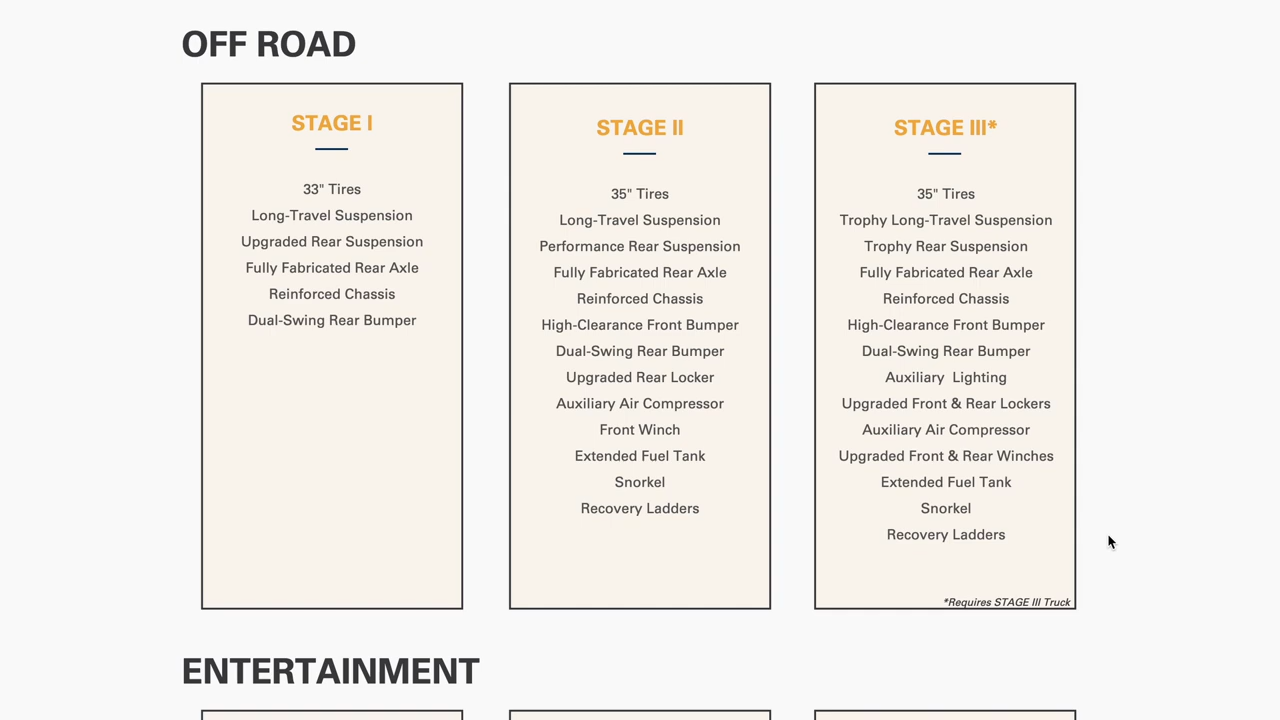 OFF ROAD
STAGE I
33" Tires
Long-Travel Suspension
Upgraded Rear Suspension
Fully Fabricated Rear Axle
Reinforced Chassis
Dual-Swing Rear Bumper
STAGE II
35" Tires
Long-Travel Suspension
Performance Rear Suspension
Fully Fabricated Rear Axle
Reinforced Chassis
High-Clearance Front Bumper
Dual-Swing Rear Bumper
Upgraded Rear Locker
Auxiliary Air Compressor
Front Winch
Extended Fuel Tank
Snorkel
Recovery Ladders
STAGE III*
35" Tires
Trophy Long-Travel Suspension
Trophy Rear Suspension
Fully Fabricated Rear Axle
Reinforced Chassis
High-Clearance Front Bumper
Dual-Swing Rear Bumper
Auxiliary  Lighting
Upgraded Front & Rear Lockers
Auxiliary Air Compressor
Upgraded Front & Rear Winches
Extended Fuel Tank
Snorkel
Recovery Ladders
*Requires STAGE III Truck
ENTERTAINMENT